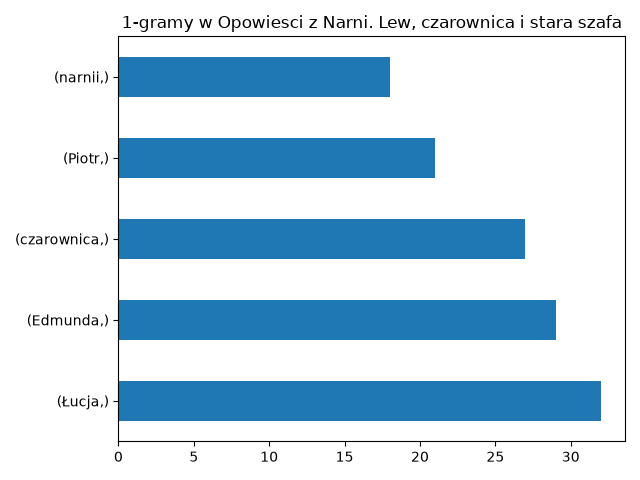 1-gramy w Opowiesci z Narni. Lew, czarownica i stara szafa
(narnii,)
(Piotr,)
(czarownica,)
(Edmunda,)
(Łucja,)
0 5 10 15 20 25 30